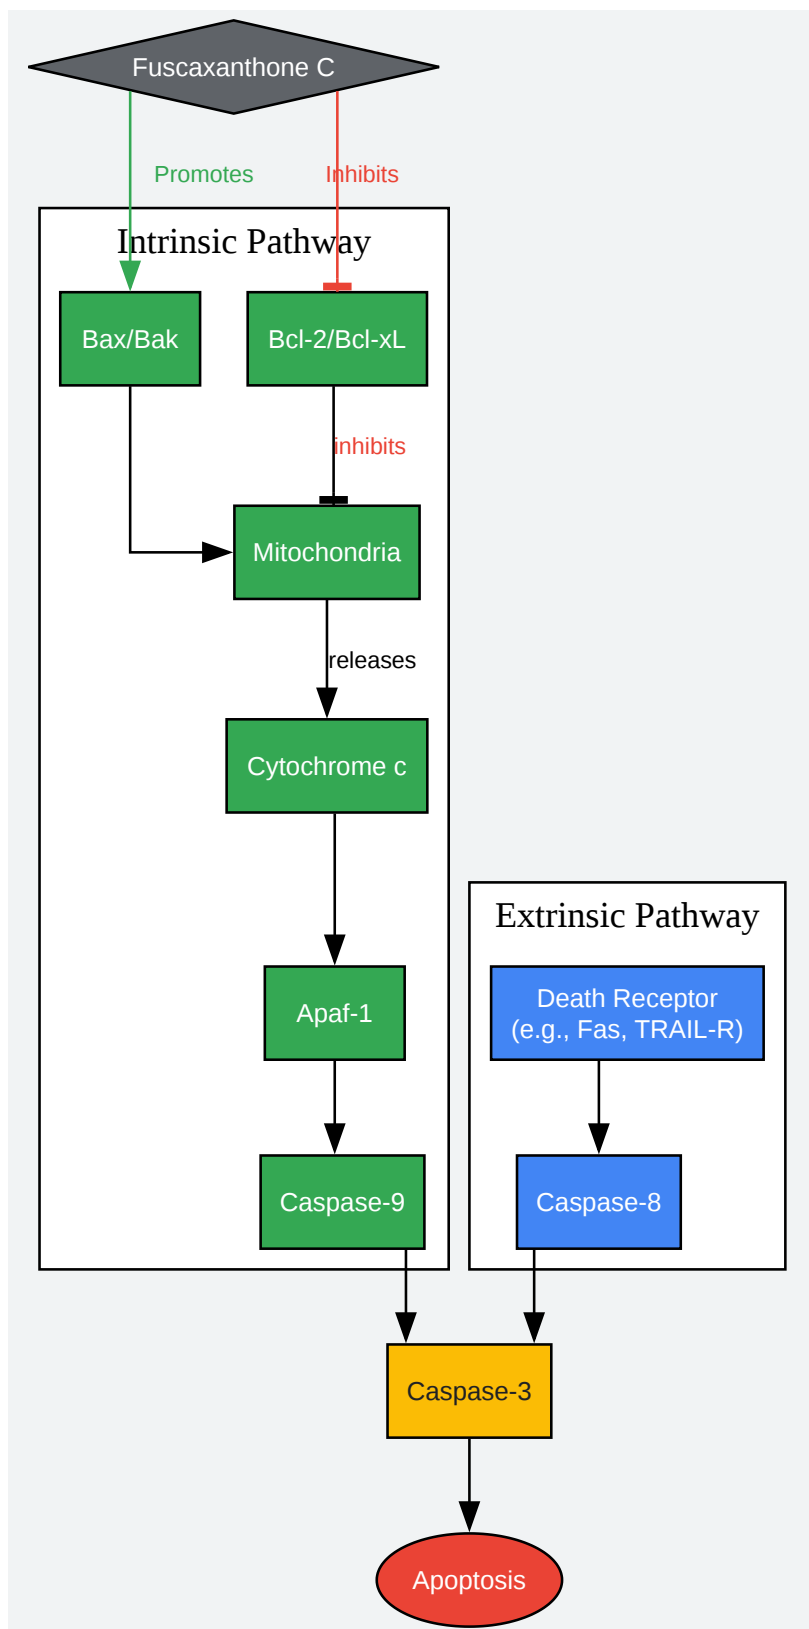 Fuscaxanthone C
Promotes
Inhibits
Intrinsic Pathway
Bax/Bak
Bcl-2/Bcl-xL
inhibits
Mitochondria
releases
Cytochrome c
Extrinsic Pathway
Apaf-1
Death Receptor
(e.g., Fas, TRAIL-R)
Caspase-9
Caspase-8
Caspase-3
Apoptosis